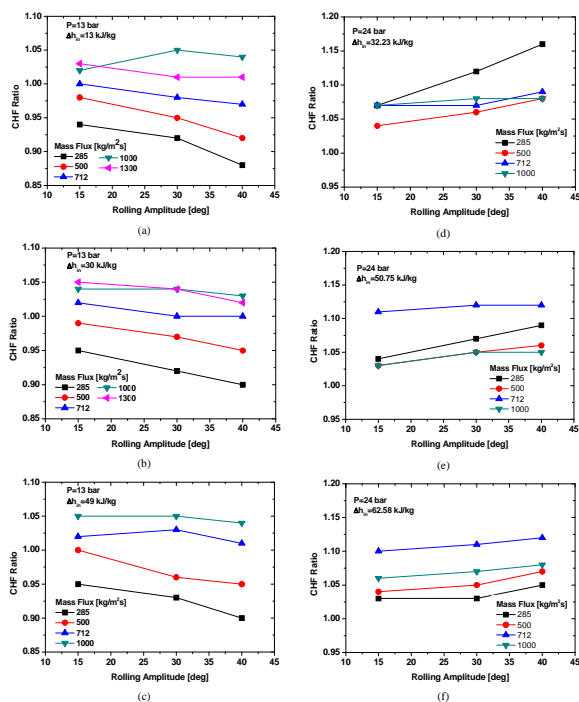 P=13 bar
Δh_in=13 kJ/kg
CHF Ratio
1.10
1.05
1.00
0.95
0.90
0.85
Mass Flux [kg/m²s]
285
500
712
1000
1300
10 15 20 25 30 35 40 45
Rolling Amplitude [deg]
(a)
P=24 bar
Δh_in=32.23 kJ/kg
CHF Ratio
1.20
1.15
1.10
1.05
1.00
0.95
Mass Flux [kg/m²s]
285
500
712
1000
10 15 20 25 30 35 40 45
Rolling Amplitude [deg]
(d)
P=13 bar
Δh_in=30 kJ/kg
CHF Ratio
1.10
1.05
1.00
0.95
0.90
0.85
Mass Flux [kg/m²s]
285
500
712
1000
1300
10 15 20 25 30 35 40 45
Rolling Amplitude [deg]
(b)
P=24 bar
Δh_in=50.75 kJ/kg
CHF Ratio
1.20
1.15
1.10
1.05
1.00
0.95
Mass Flux [kg/m²s]
285
500
712
1000
10 15 20 25 30 35 40 45
Rolling Amplitude [deg]
(e)
P=13 bar
Δh_in=49 kJ/kg
CHF Ratio
1.10
1.05
1.00
0.95
0.90
0.85
Mass Flux [kg/m²s]
285
500
712
1000
10 15 20 25 30 35 40 45
Rolling Amplitude [deg]
(c)
P=24 bar
Δh_in=62.58 kJ/kg
CHF Ratio
1.20
1.15
1.10
1.05
1.00
0.95
Mass Flux [kg/m²s]
285
500
712
1000
10 15 20 25 30 35 40 45
Rolling Amplitude [deg]
(f)